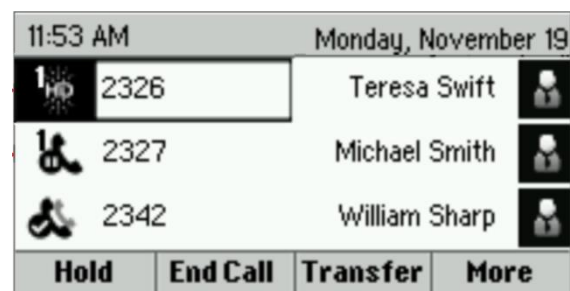 11:53 AM Monday, November 19
1 HD 2326 Teresa Swift
1 2327 Michael Smith
2342 William Sharp
Hold End Call Transfer More